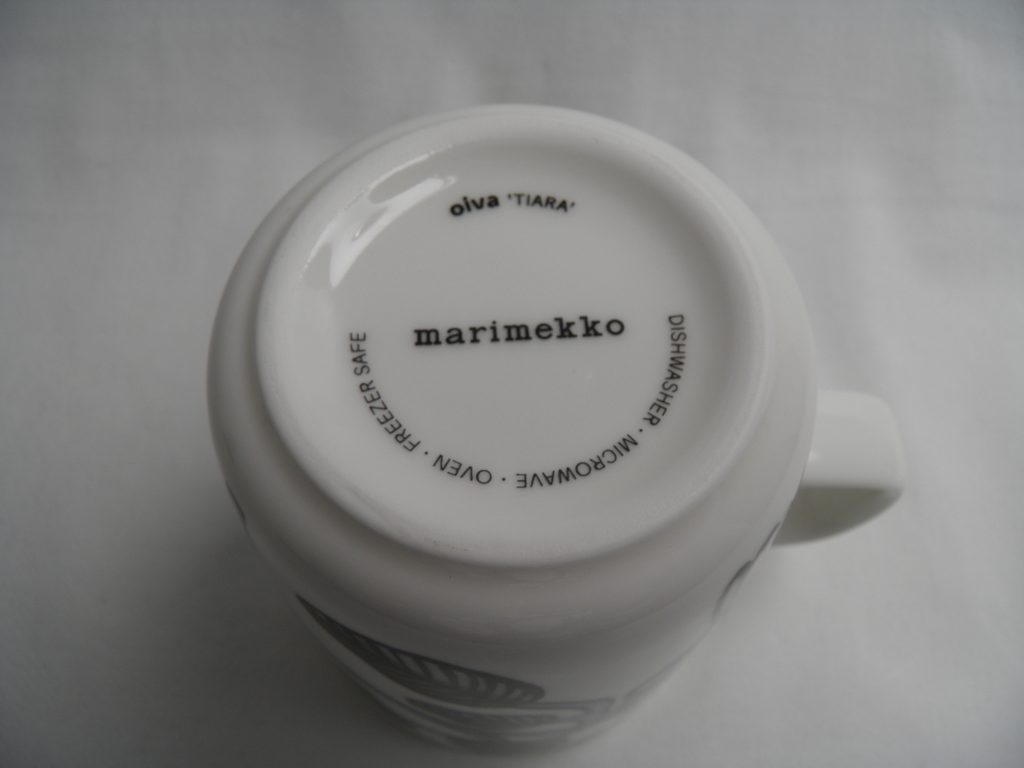 oiva 'TIARA'
marimekko
DISHWASHER · MICROWAVE · OVEN · FREEZER SAFE